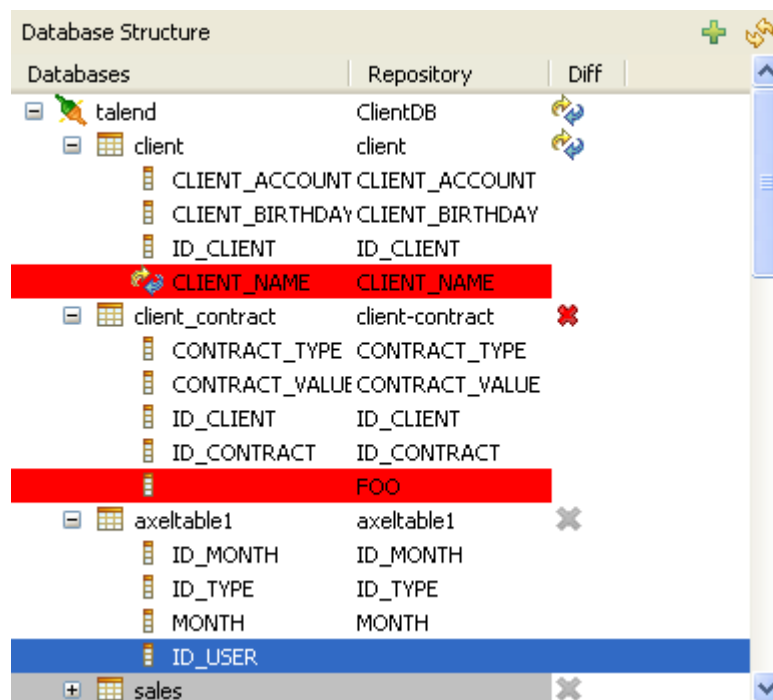 Database Structure
Databases Repository Diff
talend ClientDB
client client
CLIENT_ACCOUNT CLIENT_ACCOUNT
CLIENT_BIRTHDAY CLIENT_BIRTHDAY
ID_CLIENT ID_CLIENT
CLIENT_NAME CLIENT_NAME
client_contract client-contract
CONTRACT_TYPE CONTRACT_TYPE
CONTRACT_VALUE CONTRACT_VALUE
ID_CLIENT ID_CLIENT
ID_CONTRACT ID_CONTRACT
FOO
axeltable1 axeltable1
ID_MONTH ID_MONTH
ID_TYPE ID_TYPE
MONTH MONTH
ID_USER
sales